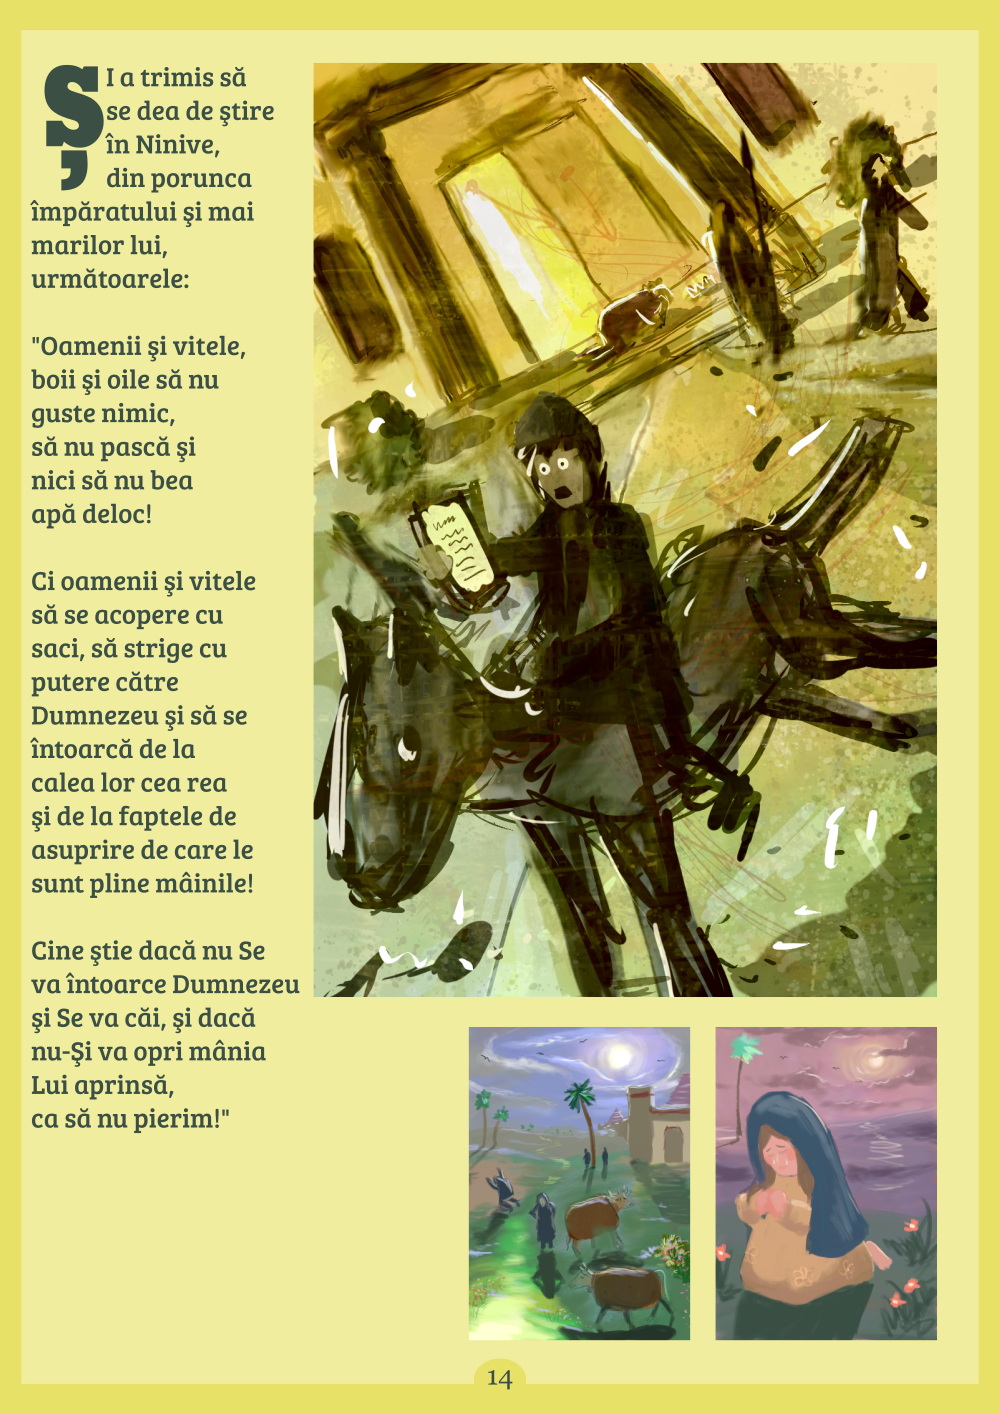 ŞI a trimis să
se dea de ştire
în Ninive,
din porunca
împăratului şi mai
marilor lui,
următoarele:
"Oamenii şi vitele,
boii şi oile să nu
guste nimic,
să nu pască şi
nici să nu bea
apă deloc!
Ci oamenii şi vitele
să se acopere cu
saci, să strige cu
putere către
Dumnezeu şi să se
întoarcă de la
calea lor cea rea
şi de la faptele de
asuprire de care le
sunt pline mâinile!
Cine ştie dacă nu Se
va întoarce Dumnezeu
şi Se va căi, şi dacă
nu-Şi va opri mânia
Lui aprinsă,
ca să nu pierim!"
14